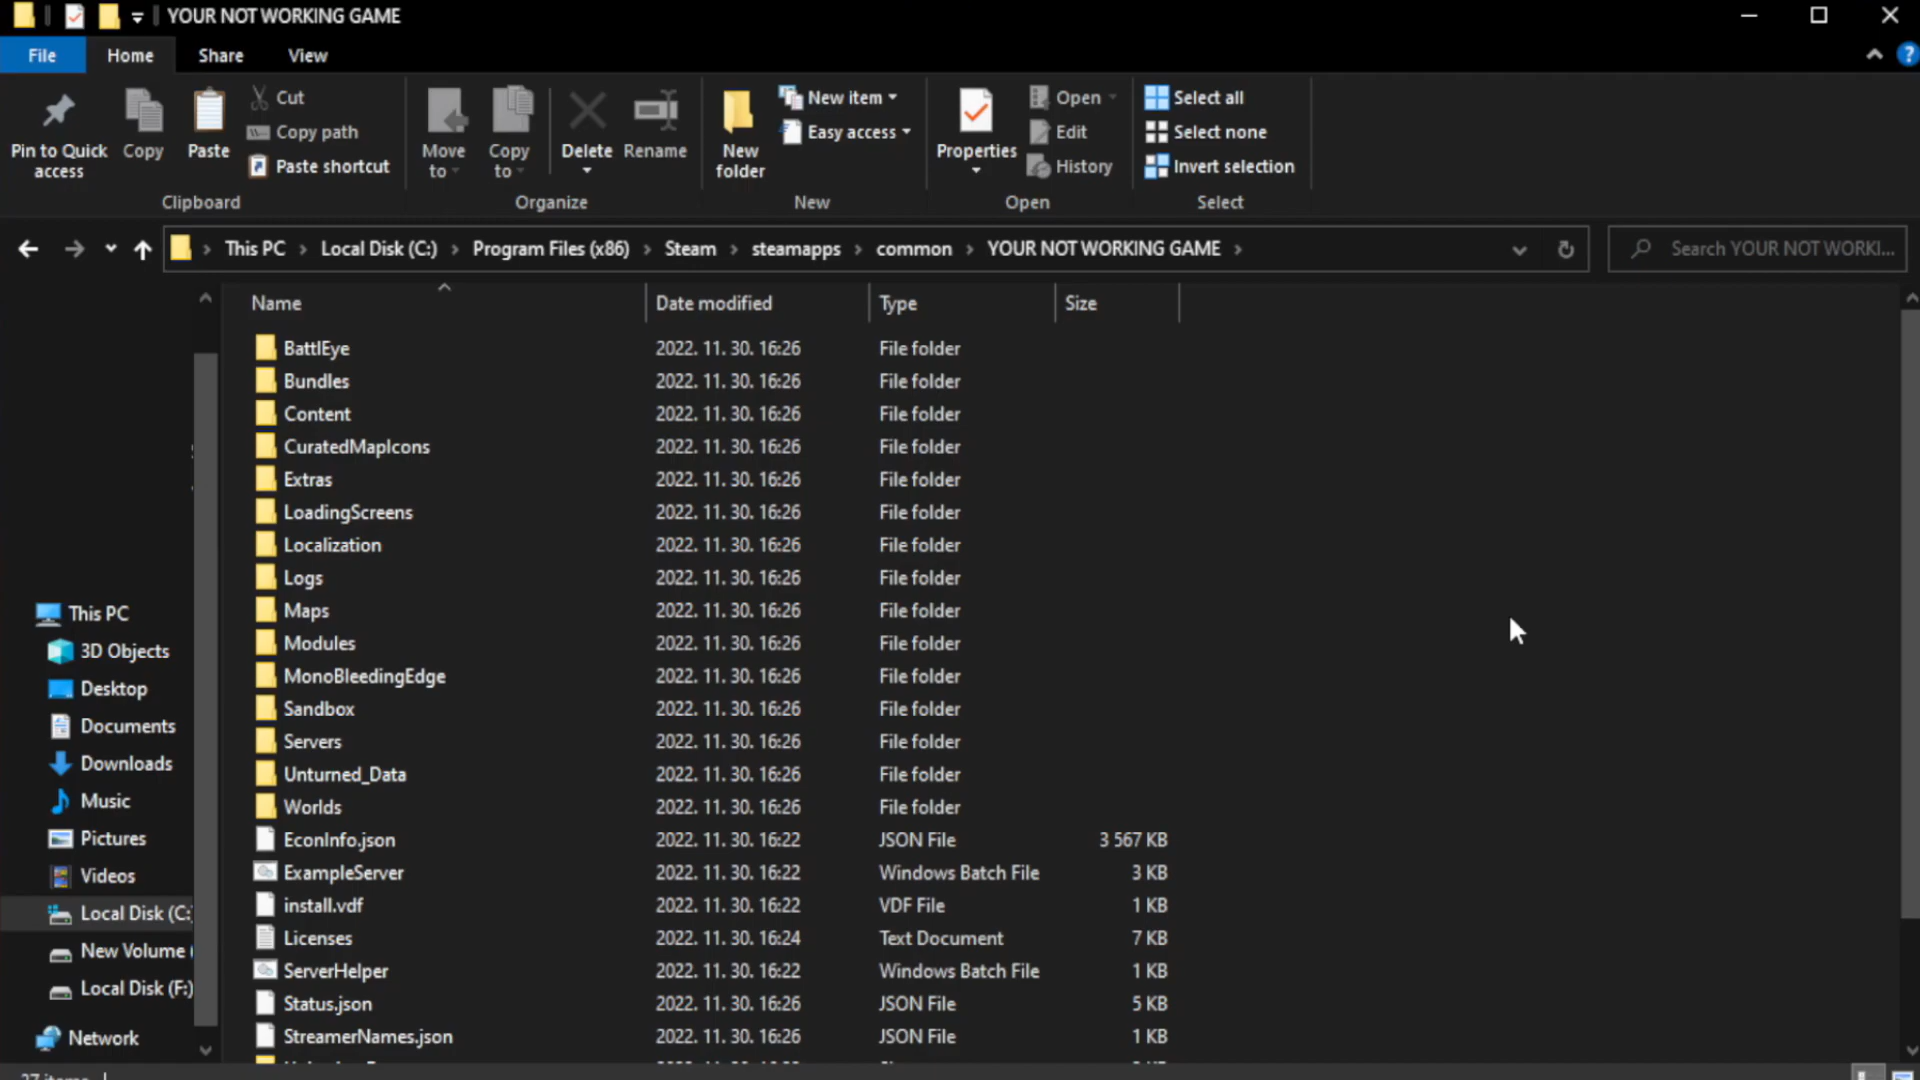 YOUR NOT WORKING GAME
File Home Share View
Pin to Quick access
Copy
Paste
Cut
Copy path
Paste shortcut
Clipboard
Move to
Copy to
Delete
Rename
Organize
New folder
New item
Easy access
New
Properties
Open
Edit
History
Open
Select all
Select none
Invert selection
Select
This PC Local Disk (C:) Program Files (x86) Steam steamapps common YOUR NOT WORKING GAME
Search YOUR NOT WORKI...
This PC
3D Objects
Desktop
Documents
Downloads
Music
Pictures
Videos
Local Disk (C:
New Volume (
Local Disk (F:)
Network
Name Date modified Type Size
BattlEye 2022. 11. 30. 16:26 File folder
Bundles 2022. 11. 30. 16:26 File folder
Content 2022. 11. 30. 16:26 File folder
CuratedMapIcons 2022. 11. 30. 16:26 File folder
Extras 2022. 11. 30. 16:26 File folder
LoadingScreens 2022. 11. 30. 16:26 File folder
Localization 2022. 11. 30. 16:26 File folder
Logs 2022. 11. 30. 16:26 File folder
Maps 2022. 11. 30. 16:26 File folder
Modules 2022. 11. 30. 16:26 File folder
MonoBleedingEdge 2022. 11. 30. 16:26 File folder
Sandbox 2022. 11. 30. 16:26 File folder
Servers 2022. 11. 30. 16:26 File folder
Unturned_Data 2022. 11. 30. 16:26 File folder
Worlds 2022. 11. 30. 16:26 File folder
EconInfo.json 2022. 11. 30. 16:22 JSON File 3 567 KB
ExampleServer 2022. 11. 30. 16:22 Windows Batch File 3 KB
install.vdf 2022. 11. 30. 16:22 VDF File 1 KB
Licenses 2022. 11. 30. 16:24 Text Document 7 KB
ServerHelper 2022. 11. 30. 16:22 Windows Batch File 1 KB
Status.json 2022. 11. 30. 16:26 JSON File 5 KB
StreamerNames.json 2022. 11. 30. 16:26 JSON File 1 KB